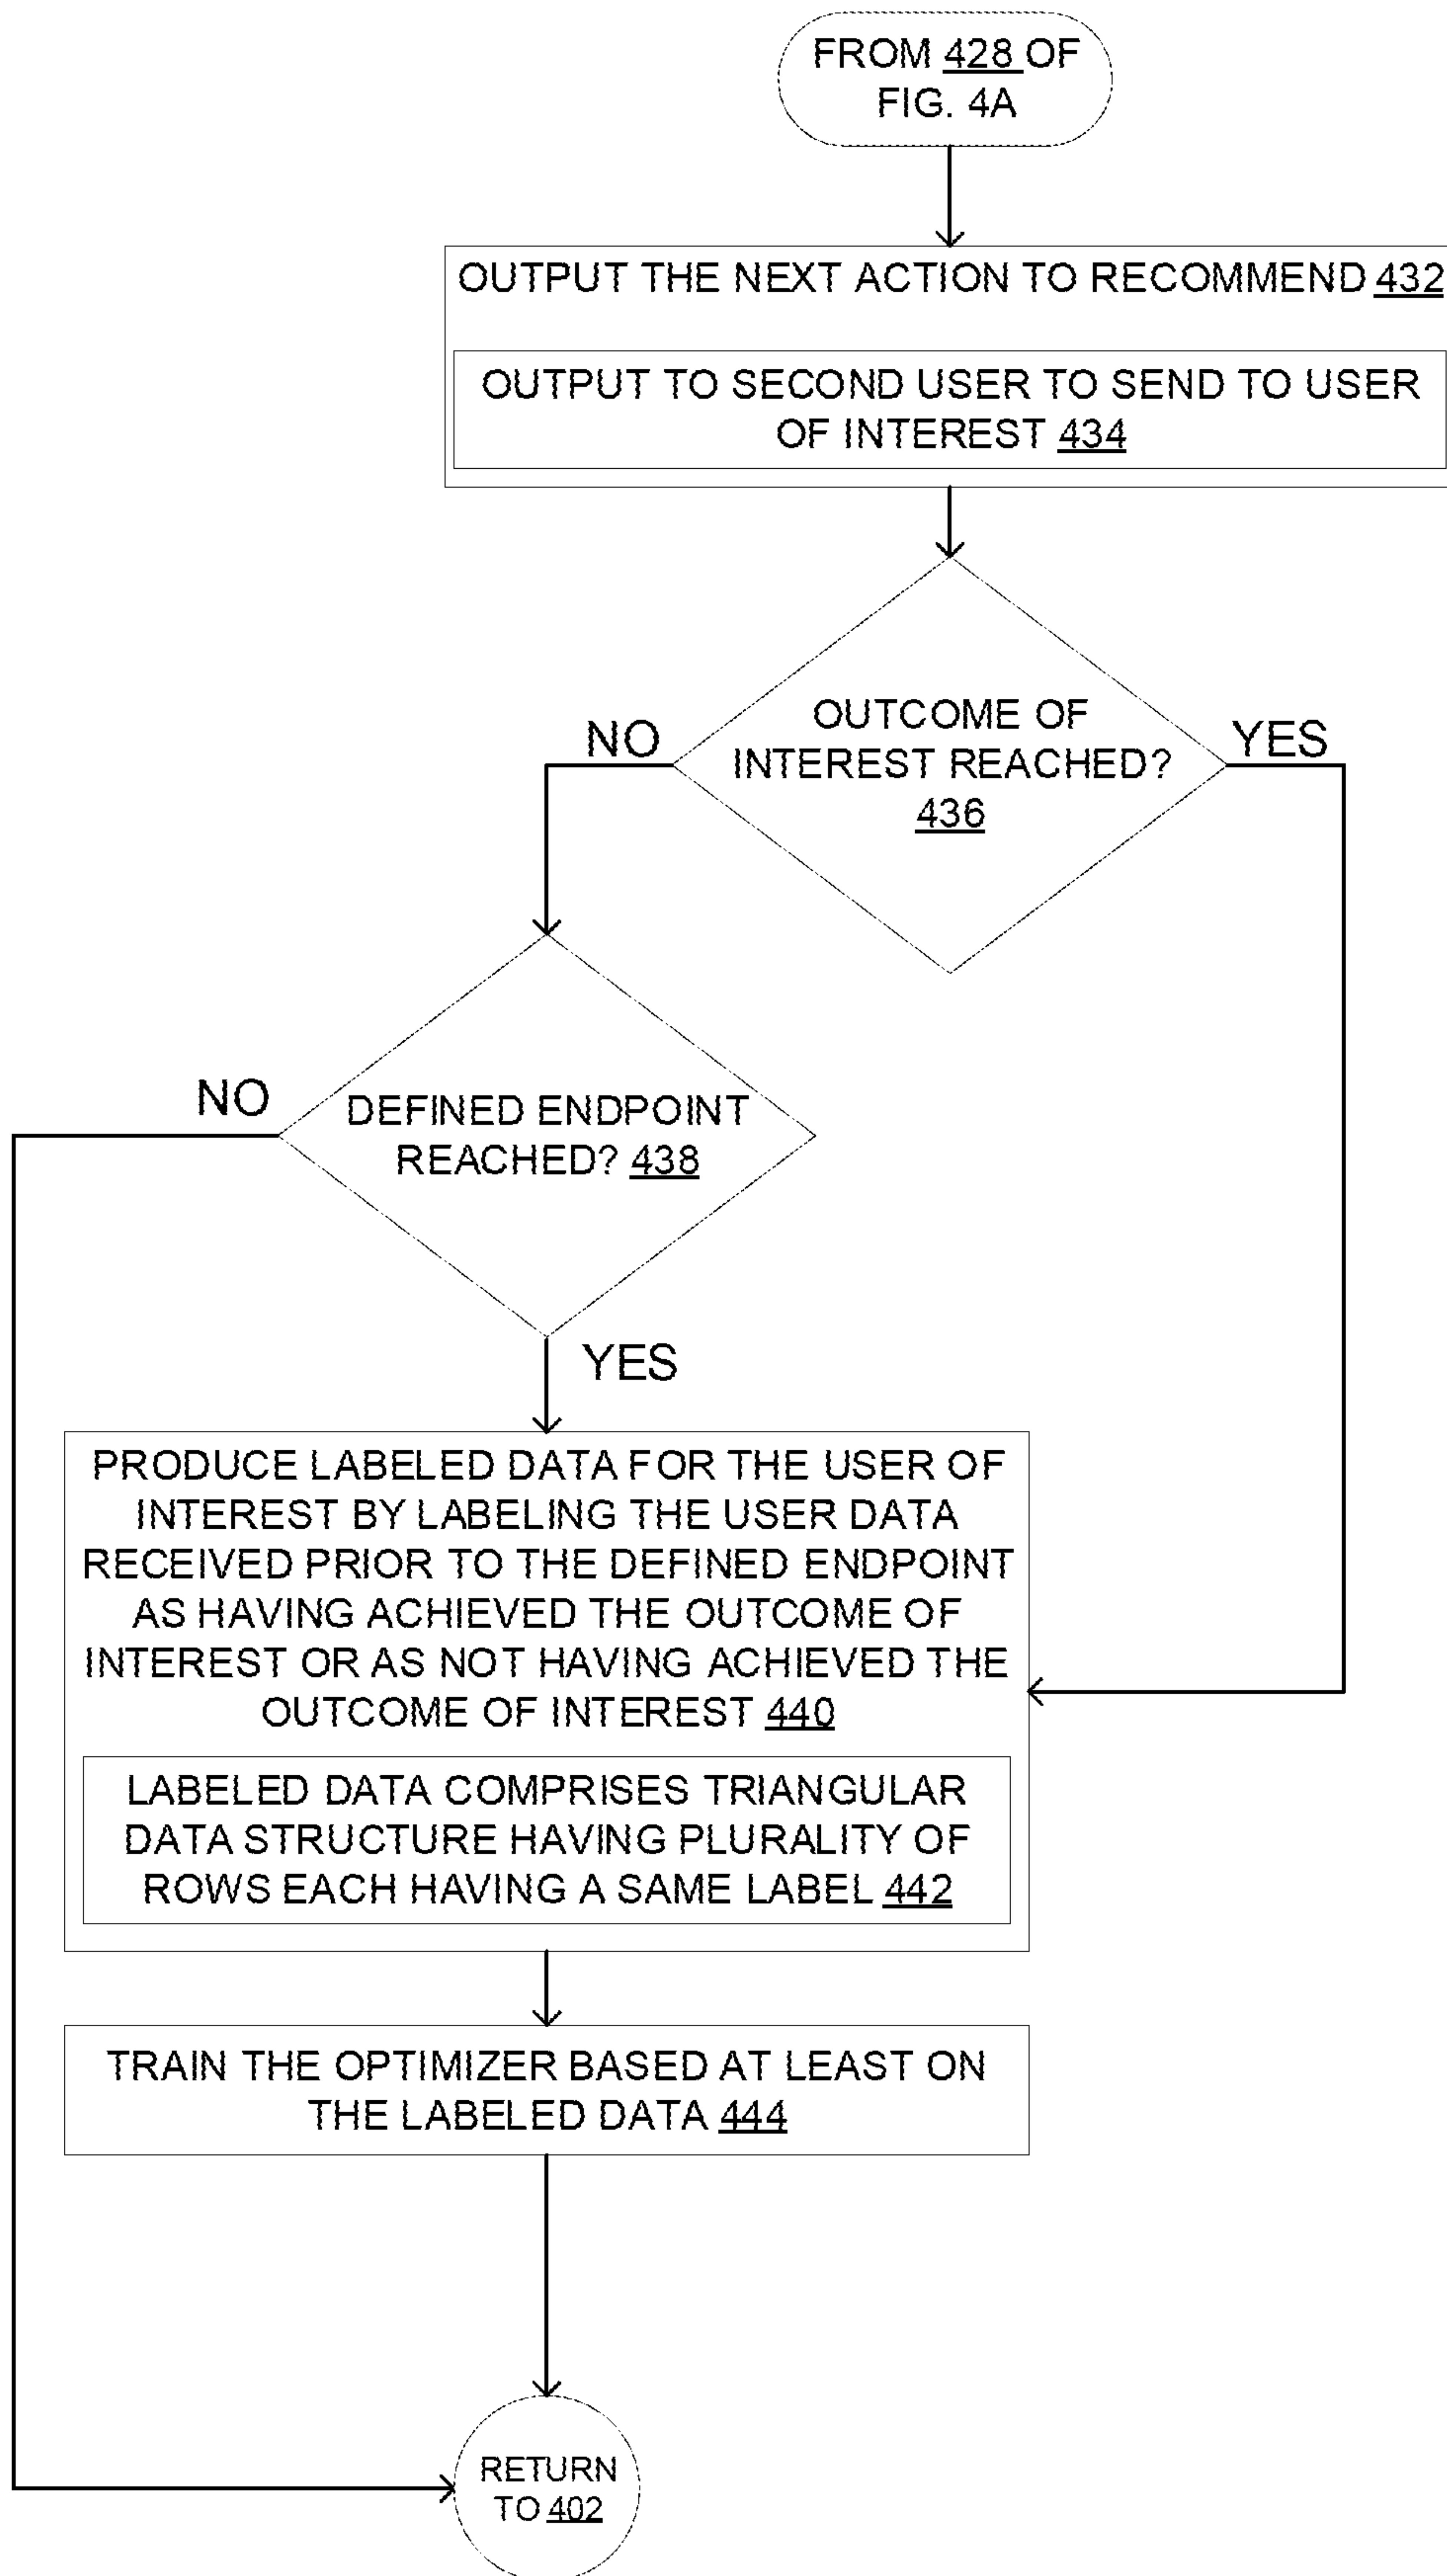 FROM 428 OF
FIG. 4A
OUTPUT THE NEXT ACTION TO RECOMMEND 432
OUTPUT TO SECOND USER TO SEND TO USER
OF INTEREST 434
NO
OUTCOME OF
INTEREST REACHED?
436
YES
NO
DEFINED ENDPOINT
REACHED? 438
YES
PRODUCE LABELED DATA FOR THE USER OF
INTEREST BY LABELING THE USER DATA
RECEIVED PRIOR TO THE DEFINED ENDPOINT
AS HAVING ACHIEVED THE OUTCOME OF
INTEREST OR AS NOT HAVING ACHIEVED THE
OUTCOME OF INTEREST 440
LABELED DATA COMPRISES TRIANGULAR
DATA STRUCTURE HAVING PLURALITY OF
ROWS EACH HAVING A SAME LABEL 442
TRAIN THE OPTIMIZER BASED AT LEAST ON
THE LABELED DATA 444
RETURN
TO 402